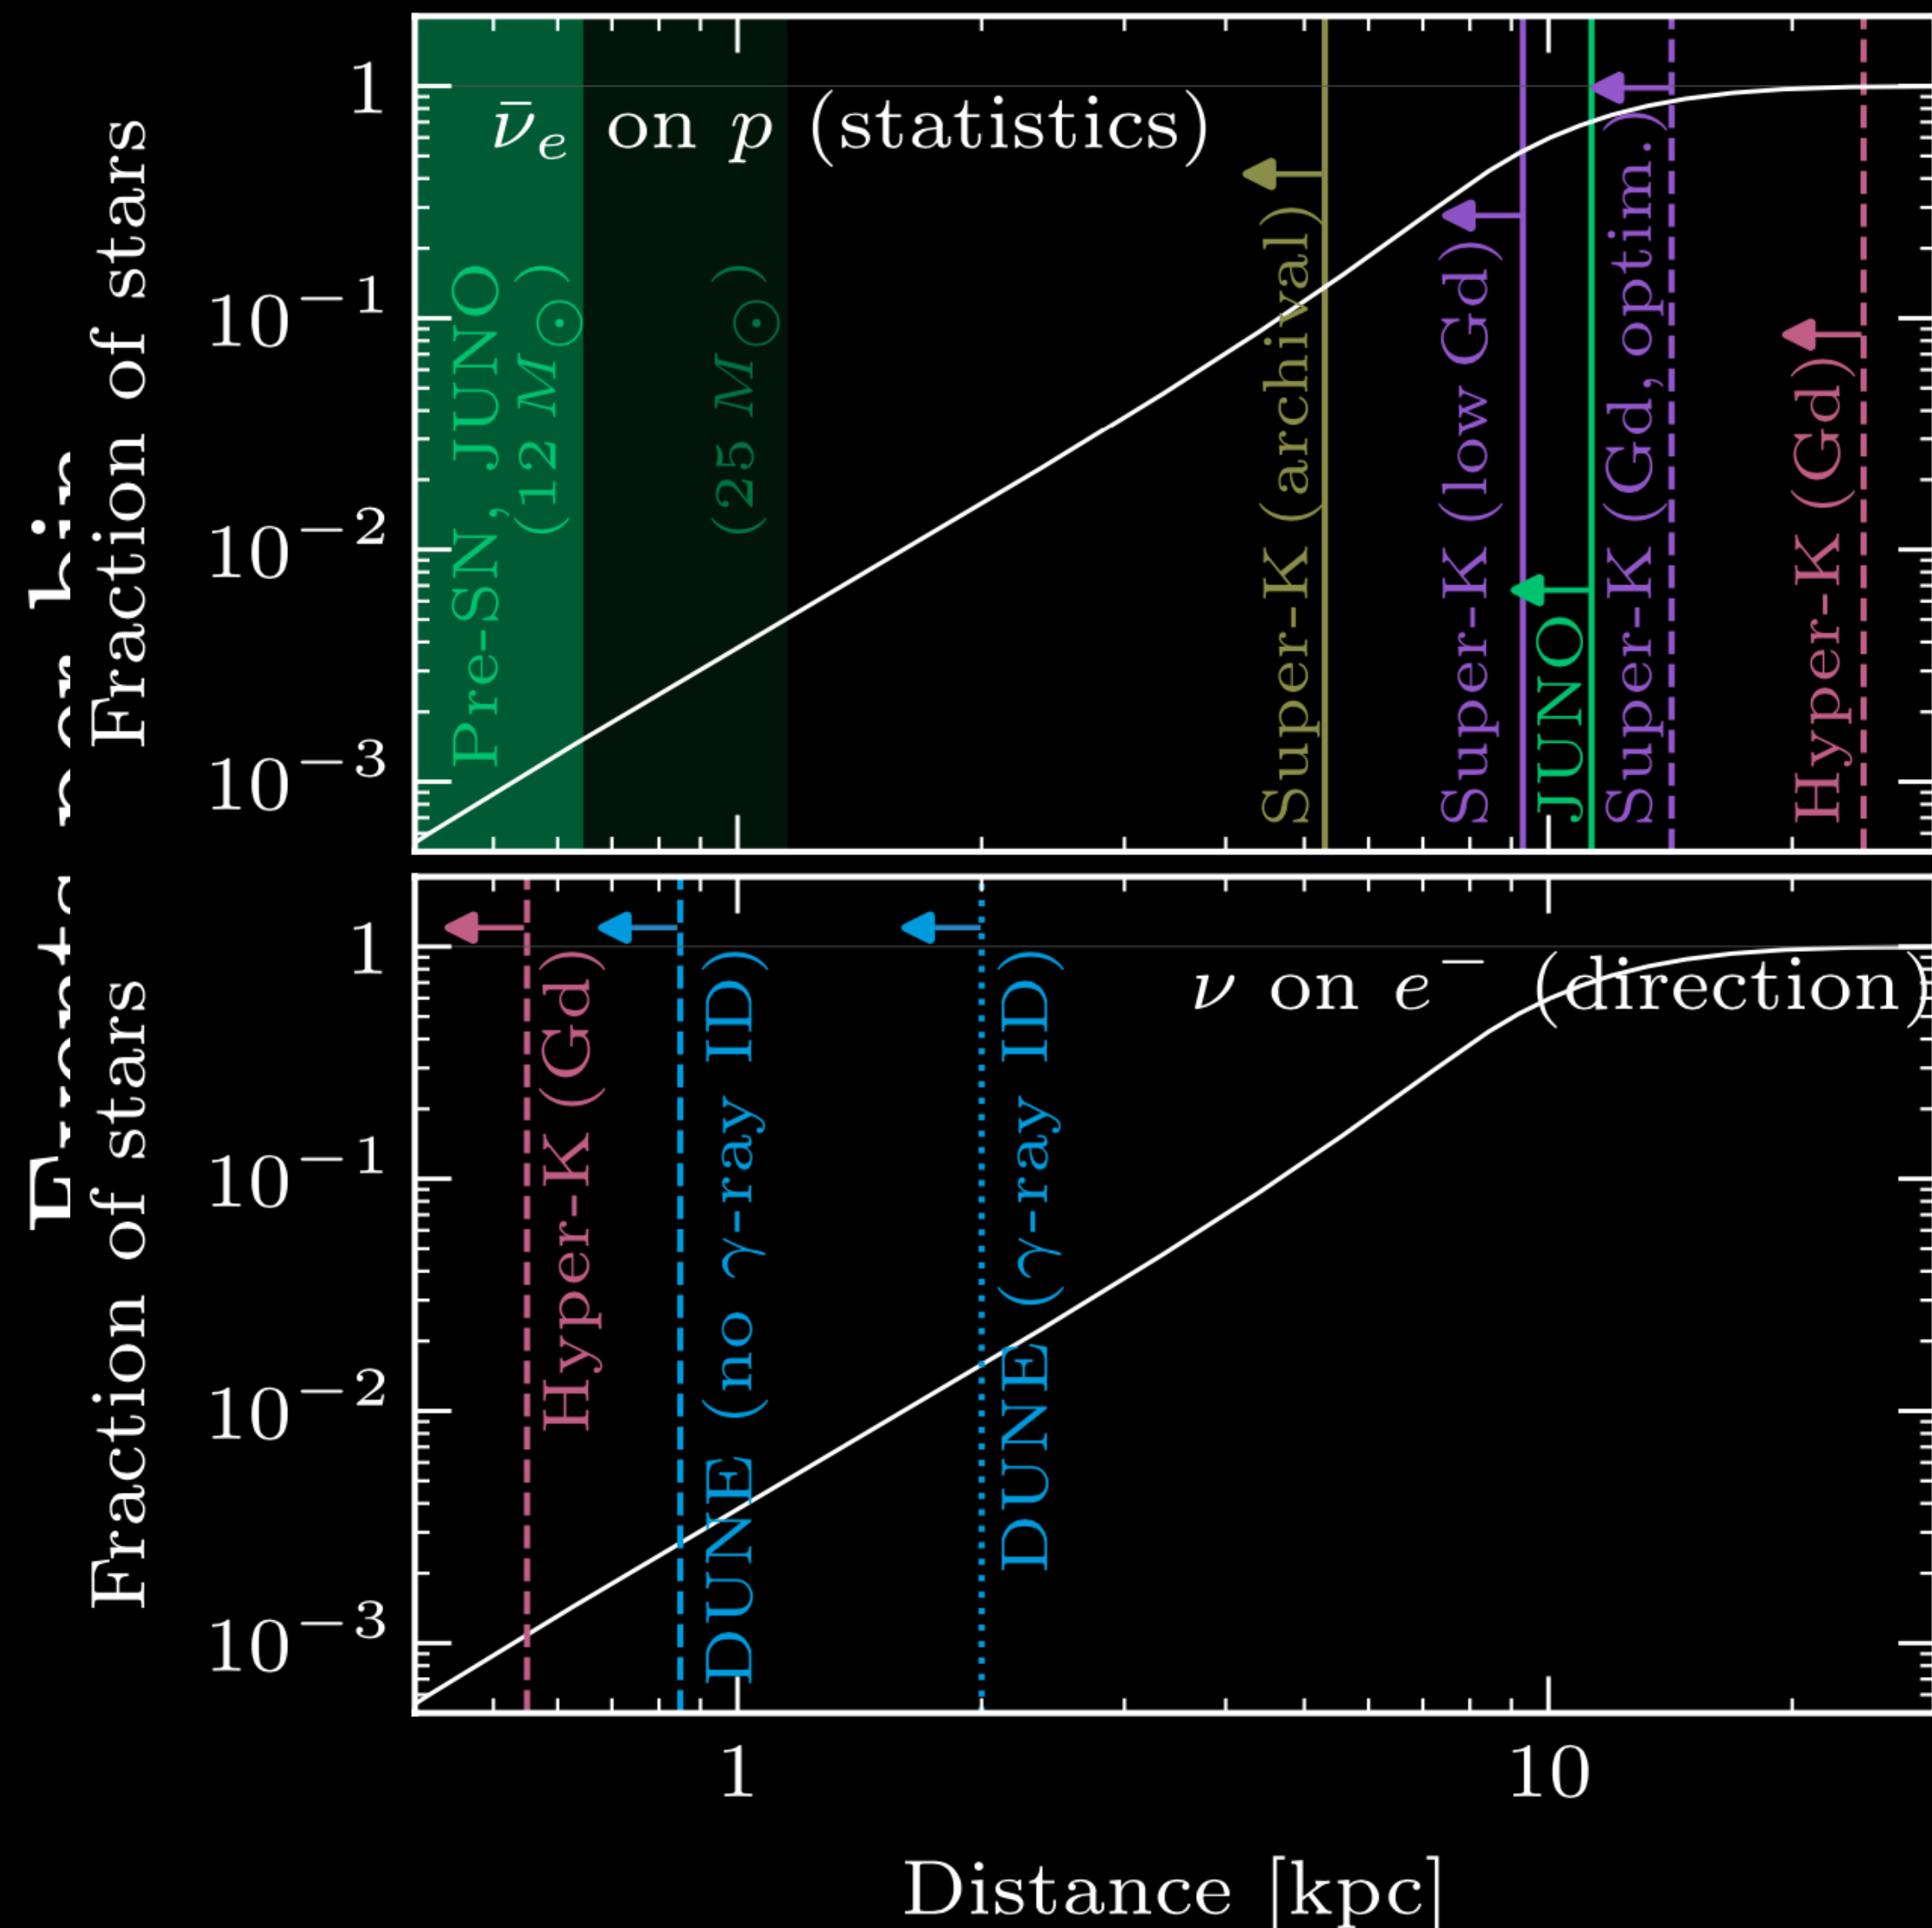 Fraction of stars
1
10⁻¹
10⁻²
10⁻³
ν̄ₑ on p (statistics)
Pre-SN, JUNO
(12 M☉)
(25 M☉)
Super-K (archival)
Super-K (low Gd)
JUNO
Super-K (Gd, optim.)
Hyper-K (Gd)
Fraction of stars
1
10⁻¹
10⁻²
10⁻³
Hyper-K (Gd)
DUNE (no γ-ray ID)
DUNE (γ-ray ID)
ν on e⁻ (direction)
1
10
Distance [kpc]